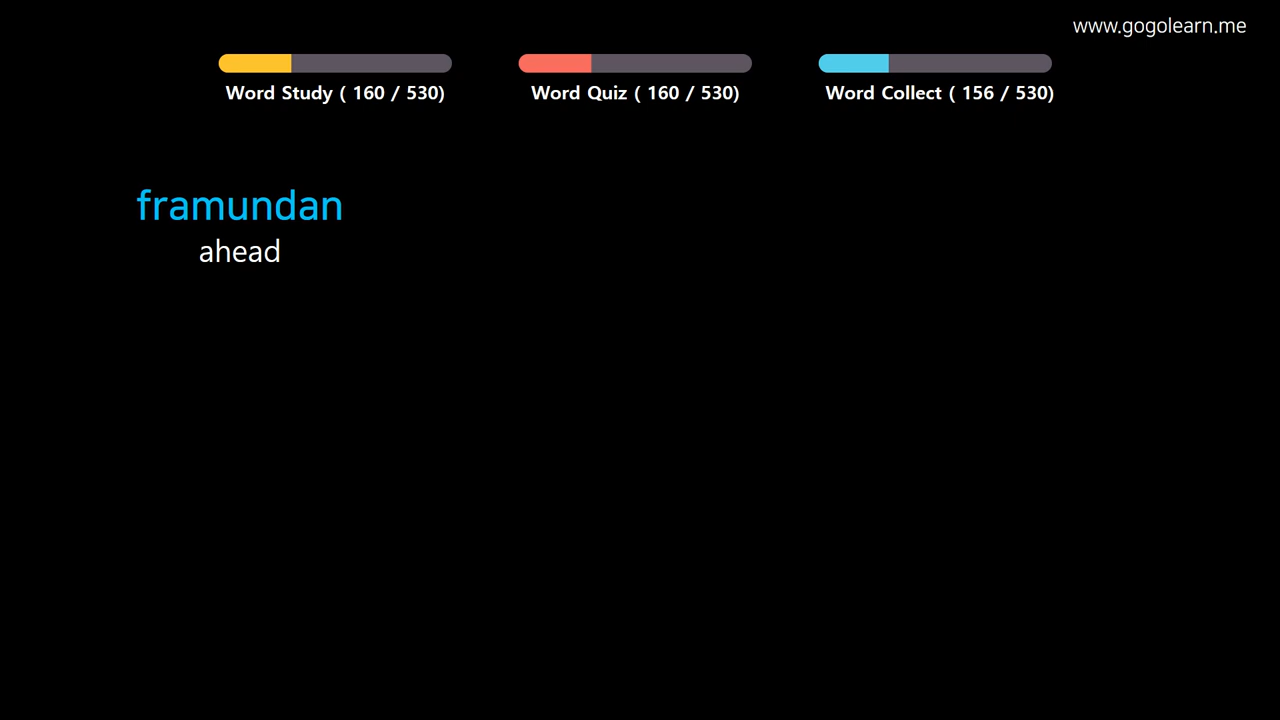 www.gogolearn.me
Word Study ( 160 / 530)
Word Quiz ( 160 / 530)
Word Collect ( 156 / 530)
framundan
ahead